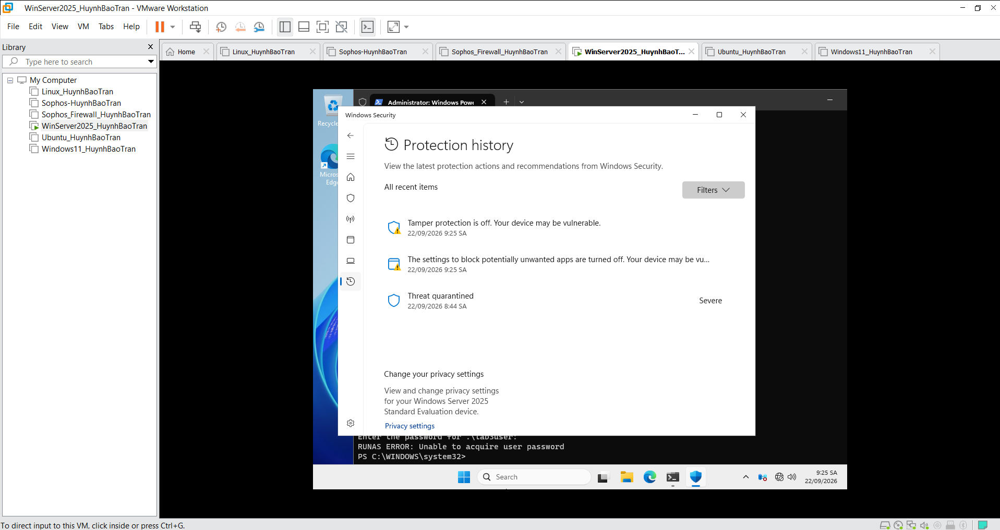 WinServer2025_HuynhBaoTran - VMware Workstation
File Edit View VM Tabs Help
Library
Type here to search
My Computer
Linux_HuynhBaoTran
Sophos-HuynhBaoTran
Sophos_Firewall_HuynhBaoTran
WinServer2025_HuynhBaoTran
Ubuntu_HuynhBaoTran
Windows11_HuynhBaoTran
Home
Linux_HuynhBaoTran
Sophos-HuynhBaoTran
Sophos_Firewall_HuynhBaoTran
WinServer2025_HuynhBaoT...
Ubuntu_HuynhBaoTran
Windows11_HuynhBaoTran
Recycle
Micros
Edge
Administrator: Windows Powe
Windows Security
Protection history
View the latest protection actions and recommendations from Windows Security.
All recent items
Filters
Tamper protection is off. Your device may be vulnerable.
22/09/2026 9:25 SA
The settings to block potentially unwanted apps are turned off. Your device may be vu...
22/09/2026 9:25 SA
Threat quarantined
22/09/2026 8:44 SA
Severe
Change your privacy settings
View and change privacy settings
for your Windows Server 2025
Standard Evaluation device.
Privacy settings
Enter the password for .\lab3user:
RUNAS ERROR: Unable to acquire user password
PS C:\WINDOWS\system32>
Search
9:25 SA
22/09/2026
To direct input to this VM, click inside or press Ctrl+G.